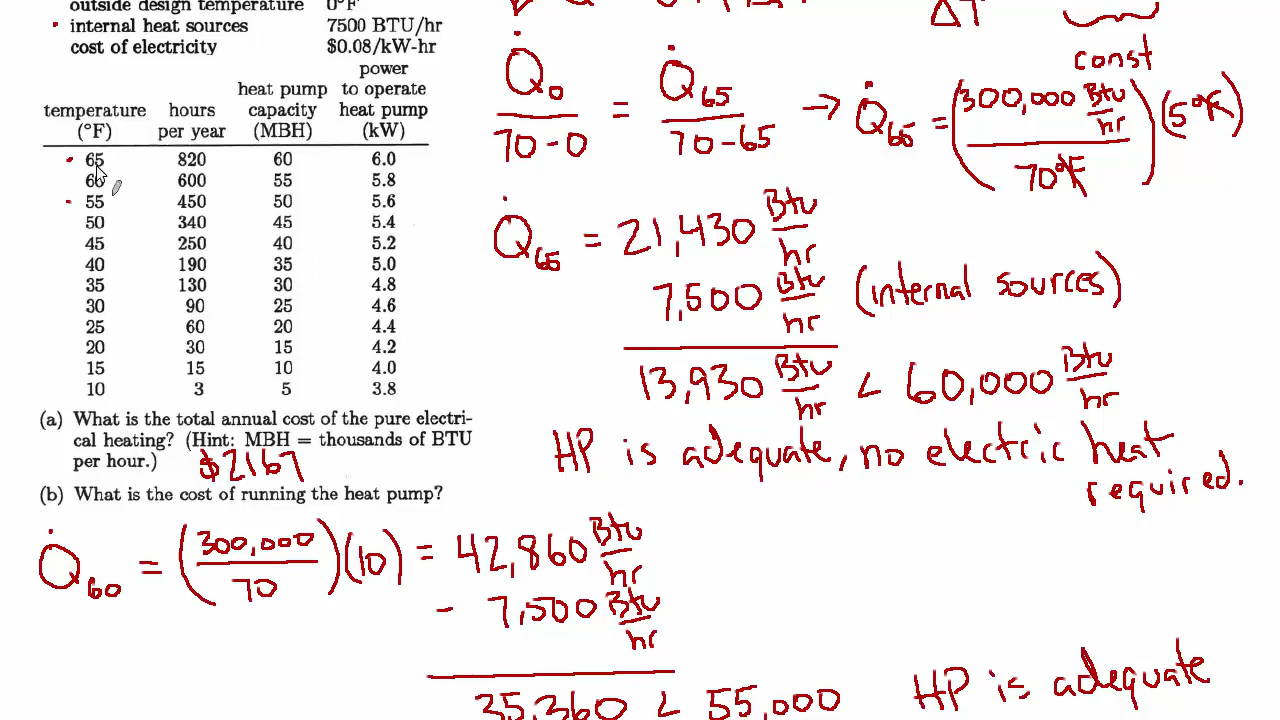 outside design temperature 0°F
internal heat sources 7500 BTU/hr
cost of electricity $0.08/kW-hr
temperature (°F) hours per year heat pump capacity (MBH) power to operate heat pump (kW)
65 820 60 6.0
60 600 55 5.8
55 450 50 5.6
50 340 45 5.4
45 250 40 5.2
40 190 35 5.0
35 130 30 4.8
30 90 25 4.6
25 60 20 4.4
20 30 15 4.2
15 15 10 4.0
10 3 5 3.8
(a) What is the total annual cost of the pure electri-
cal heating? (Hint: MBH = thousands of BTU
per hour.) $2167
(b) What is the cost of running the heat pump?
ΔT
const
Q̇0 / 70-0 = Q̇65 / 70-65 → Q̇65 = (300,000 Btu/hr / 70°F) (5°F)
Q̇65 = 21,430 Btu/hr
7,500 Btu/hr (internal sources)
13,930 Btu/hr < 60,000 Btu/hr
HP is adequate, no electric heat
required.
Q̇60 = (300,000 / 70) (10) = 42,860 Btu/hr
- 7,500 Btu/hr
35,360 < 55,000 HP is adequate